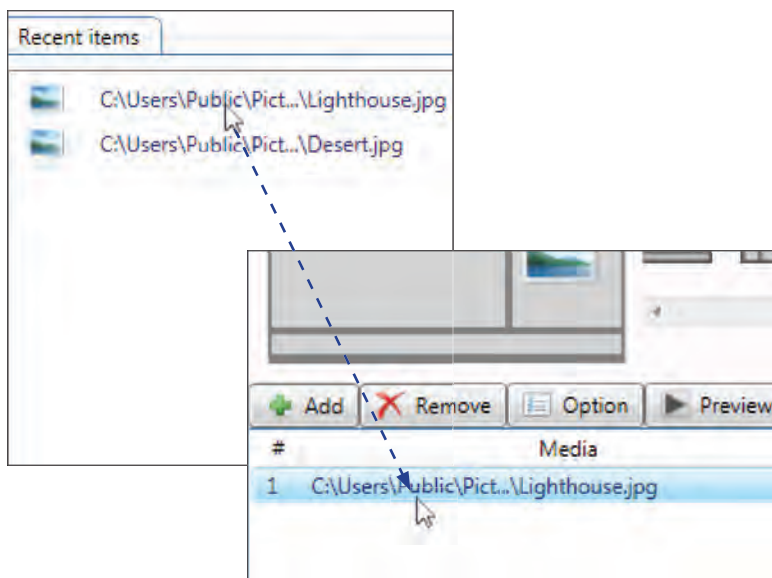 Recent items
C:\Users\Public\Pict...\Lighthouse.jpg
C:\Users\Public\Pict...\Desert.jpg
Add Remove Option Preview
# Media
1 C:\Users\Public\Pict...\Lighthouse.jpg